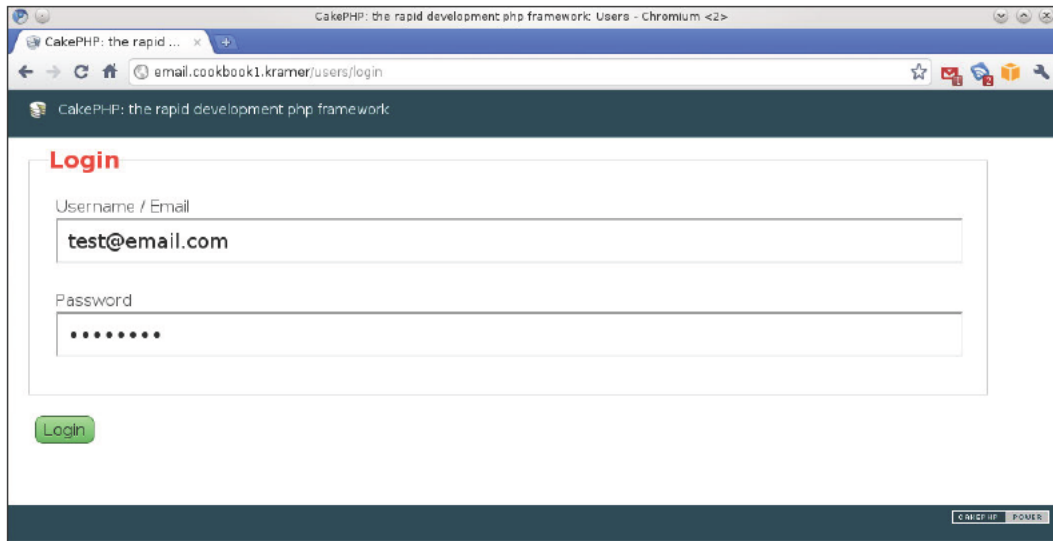 CakePHP: the rapid development php framework: Users - Chromium <2>
CakePHP: the rapid ...
email.cookbook1.kramer/users/login
CakePHP: the rapid development php framework
Login
Username / Email
test@email.com
Password
••••••••
Login
CAKEPHP POWER